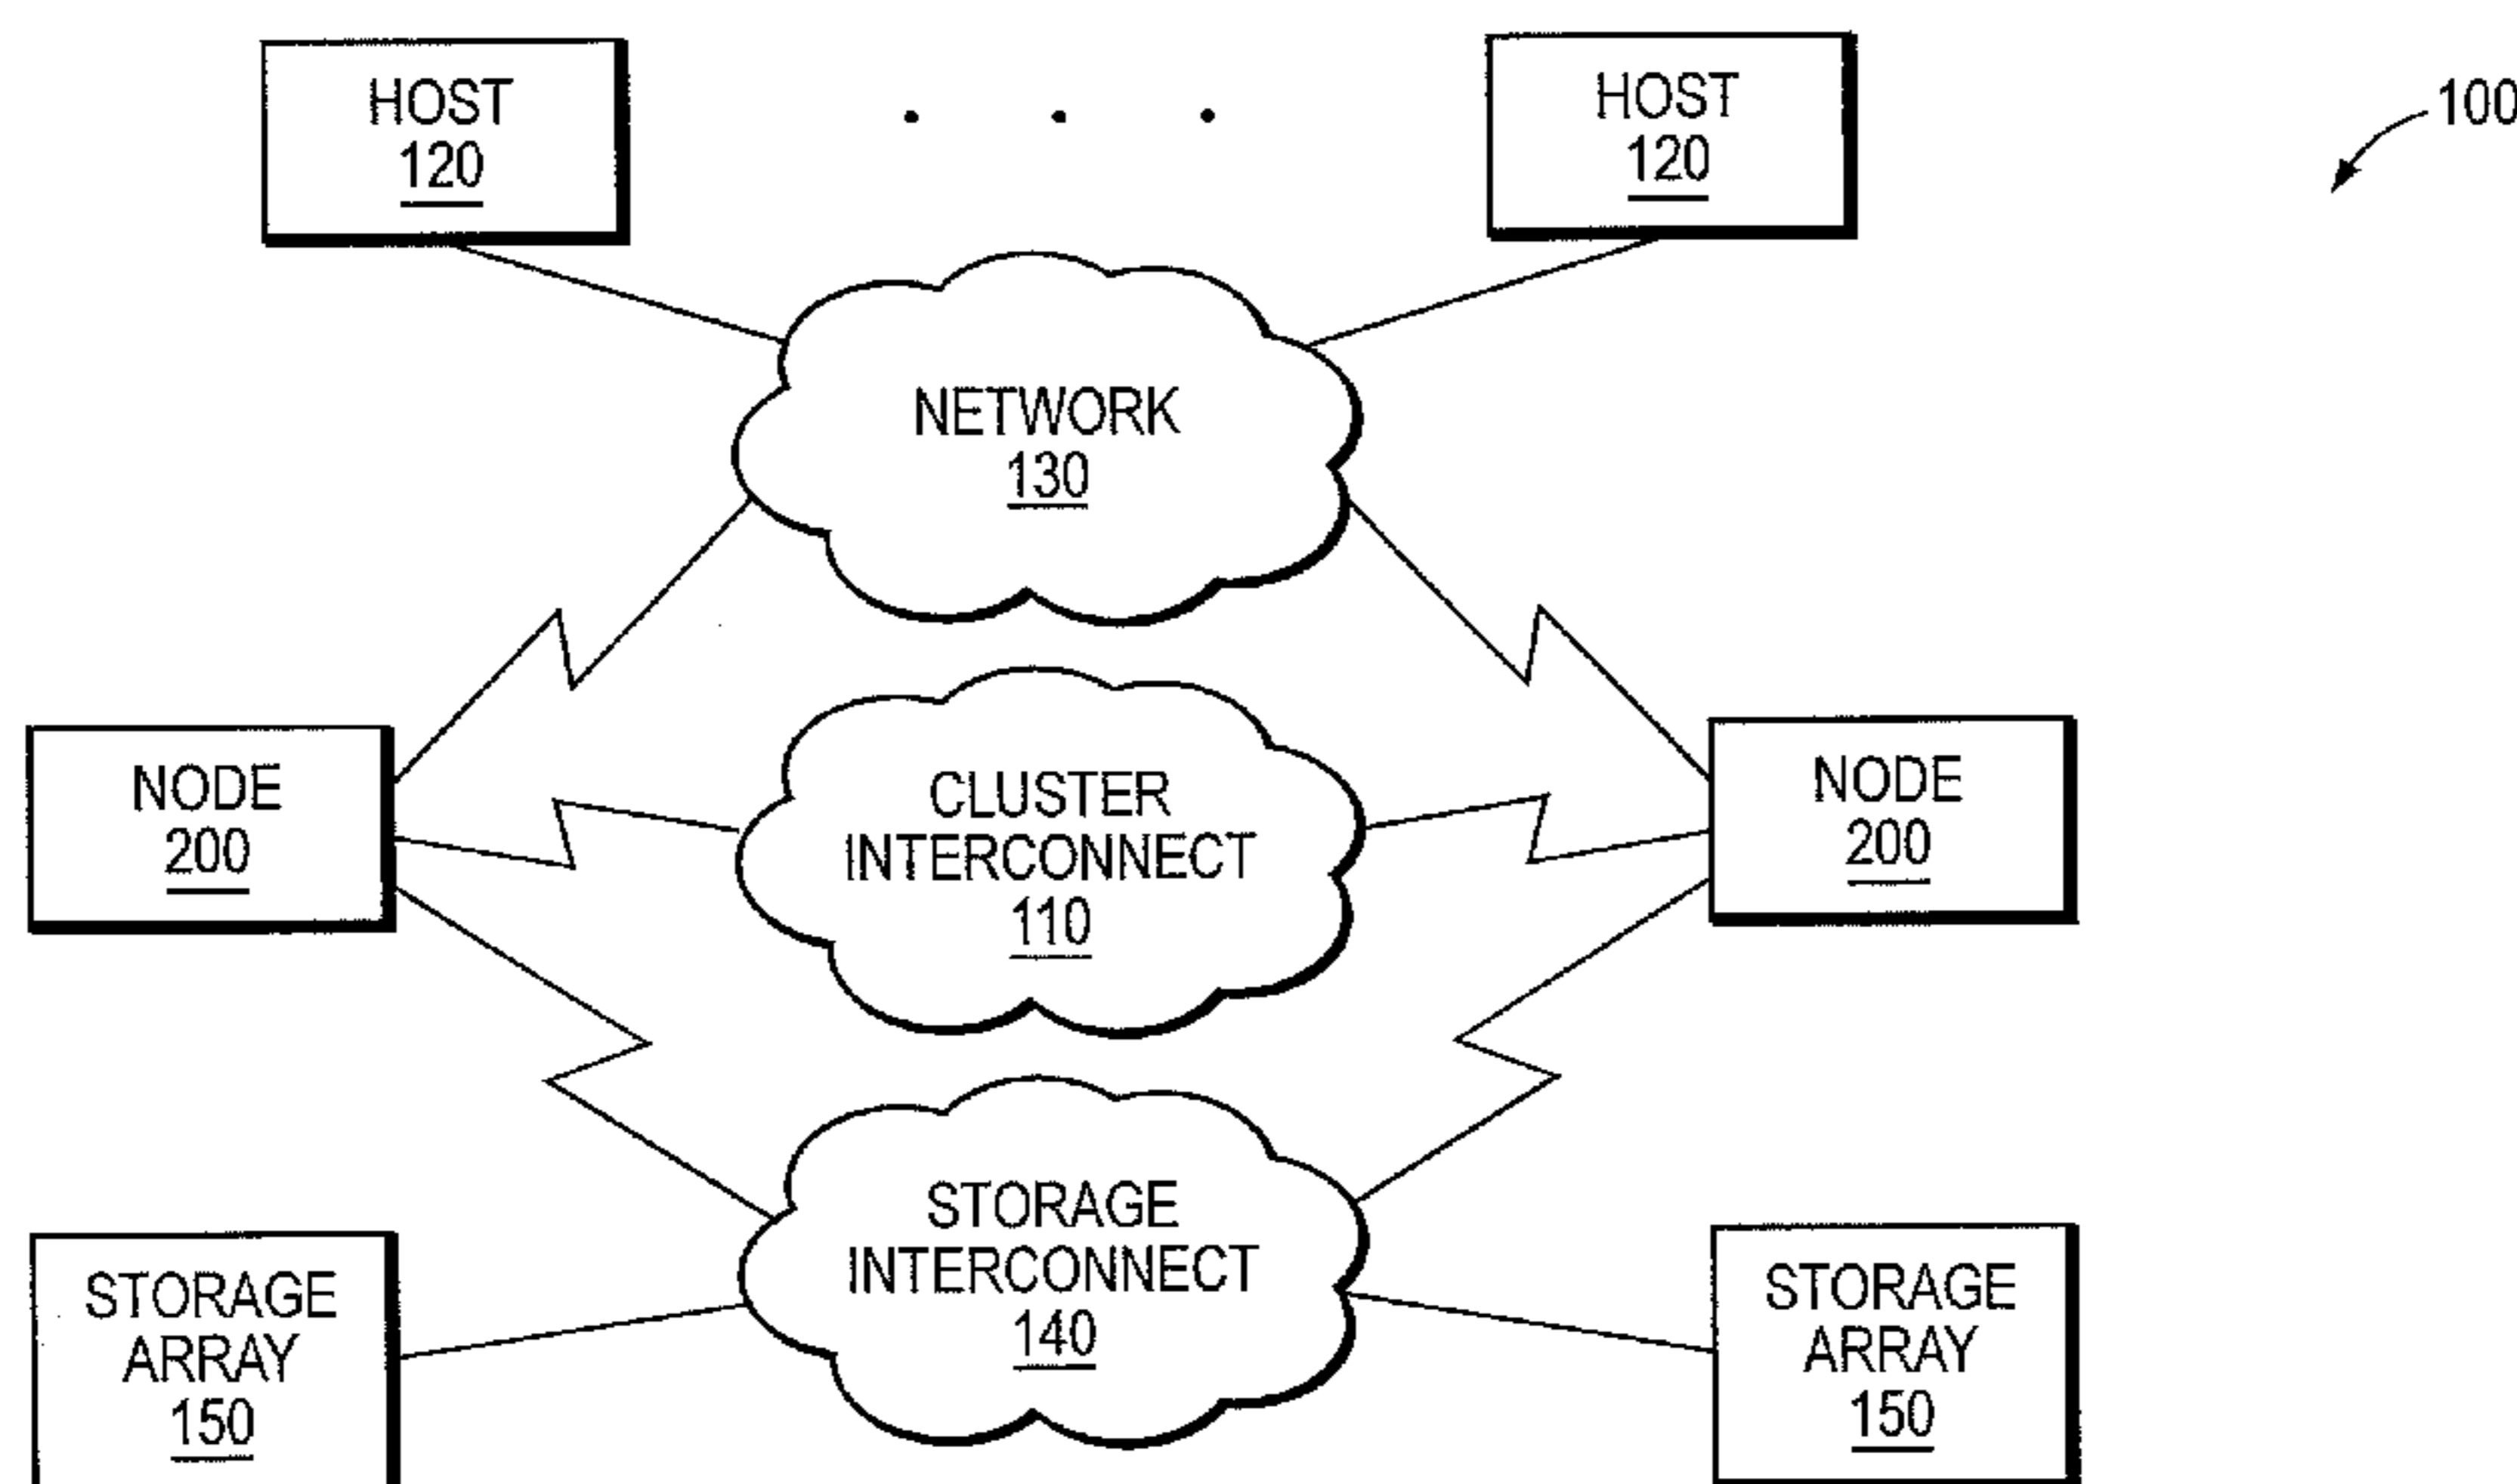 HOST
120
. . .
HOST
120
100
NETWORK
130
NODE
200
CLUSTER
INTERCONNECT
110
NODE
200
STORAGE
INTERCONNECT
140
STORAGE
ARRAY
150
STORAGE
ARRAY
150